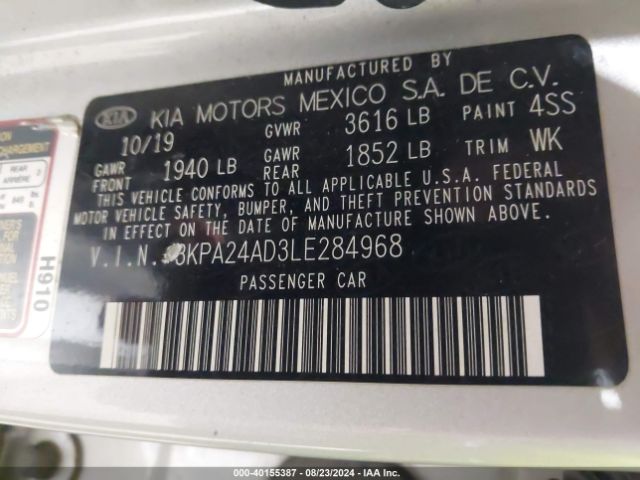 MANUFACTURED BY
KIA KIA MOTORS MEXICO S.A. DE C.V.
10/19 GVWR 3616 LB PAINT 4SS
GAWR FRONT 1940 LB GAWR REAR 1852 LB TRIM WK
THIS VEHICLE CONFORMS TO ALL APPLICABLE U.S.A. FEDERAL
MOTOR VEHICLE SAFETY, BUMPER, AND THEFT PREVENTION STANDARDS
IN EFFECT ON THE DATE OF MANUFACTURE SHOWN ABOVE.
V.I.N. 3KPA24AD3LE284968
PASSENGER CAR
REAR
ARRIÈRE
H910
000-40155387 - 08/23/2024 - IAA Inc.